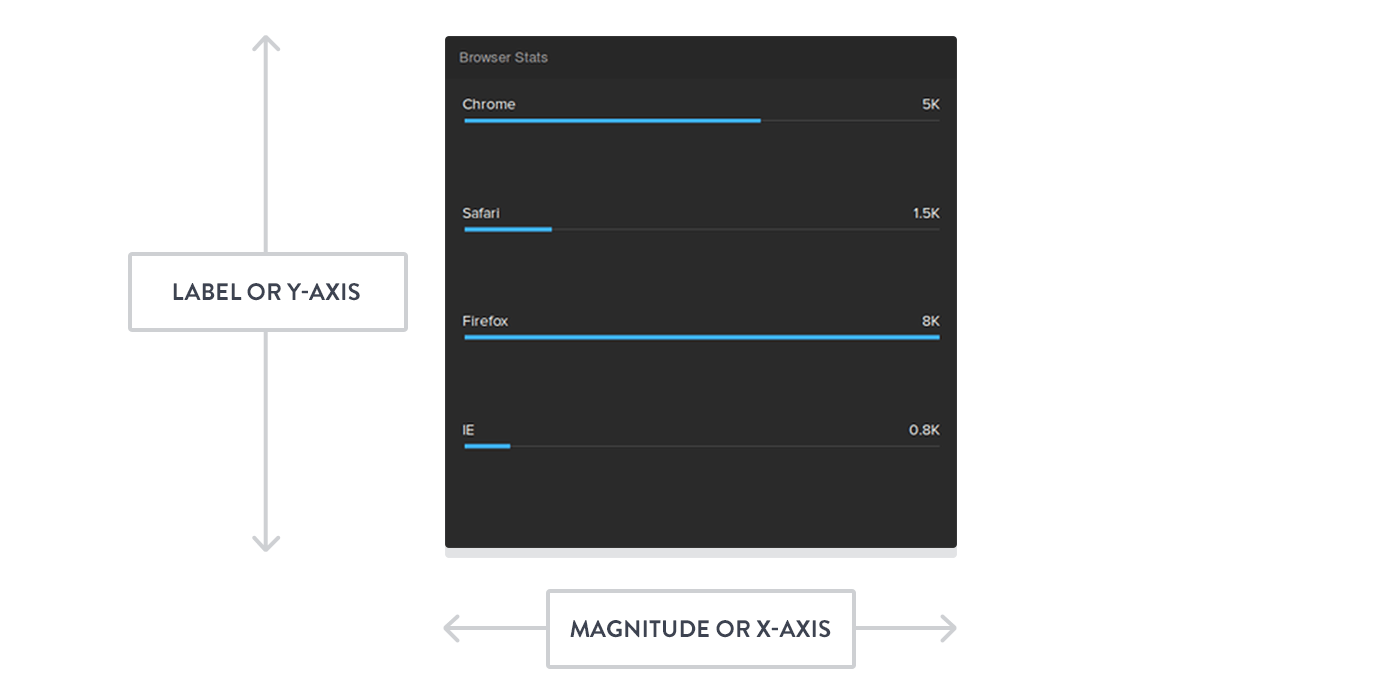 Browser Stats
Chrome 5K
Safari 1.5K
LABEL OR Y-AXIS
Firefox 8K
IE 0.8K
MAGNITUDE OR X-AXIS